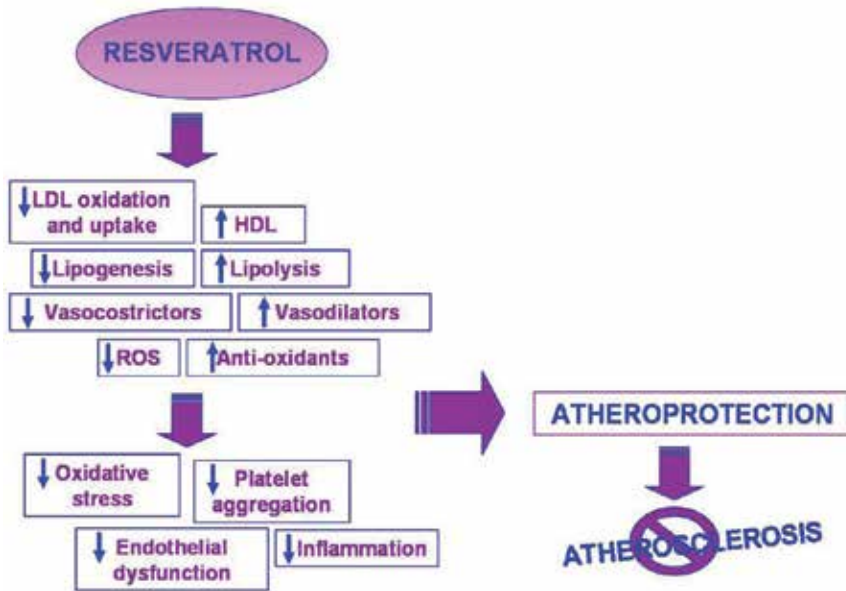 RESVERATROL
↓LDL oxidation
and uptake
↑ HDL
↓Lipogenesis
↑Lipolysis
↓ Vasocostrictors
↑ Vasodilators
↓ROS
↑Anti-oxidants
ATHEROPROTECTION
↓Oxidative
stress
↓ Platelet
aggregation
↓ Endothelial
dysfunction
↓Inflammation
ATHEROSCLEROSIS